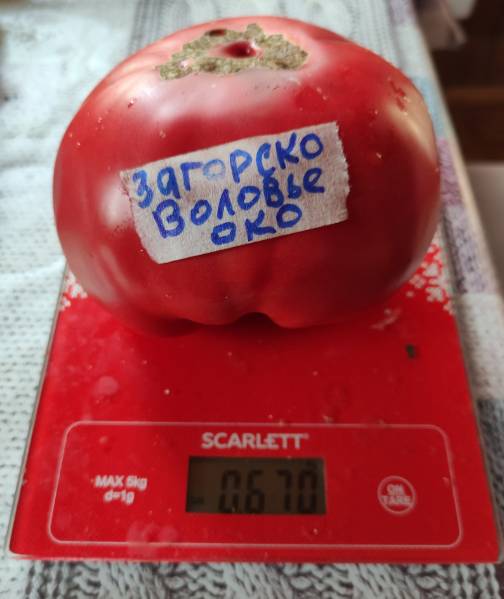 ЗАГОРСКО
ВОЛОВЬЕ
ОКО
SCARLETT
MAX 5kg
d=1g
0.670
ON
TARE